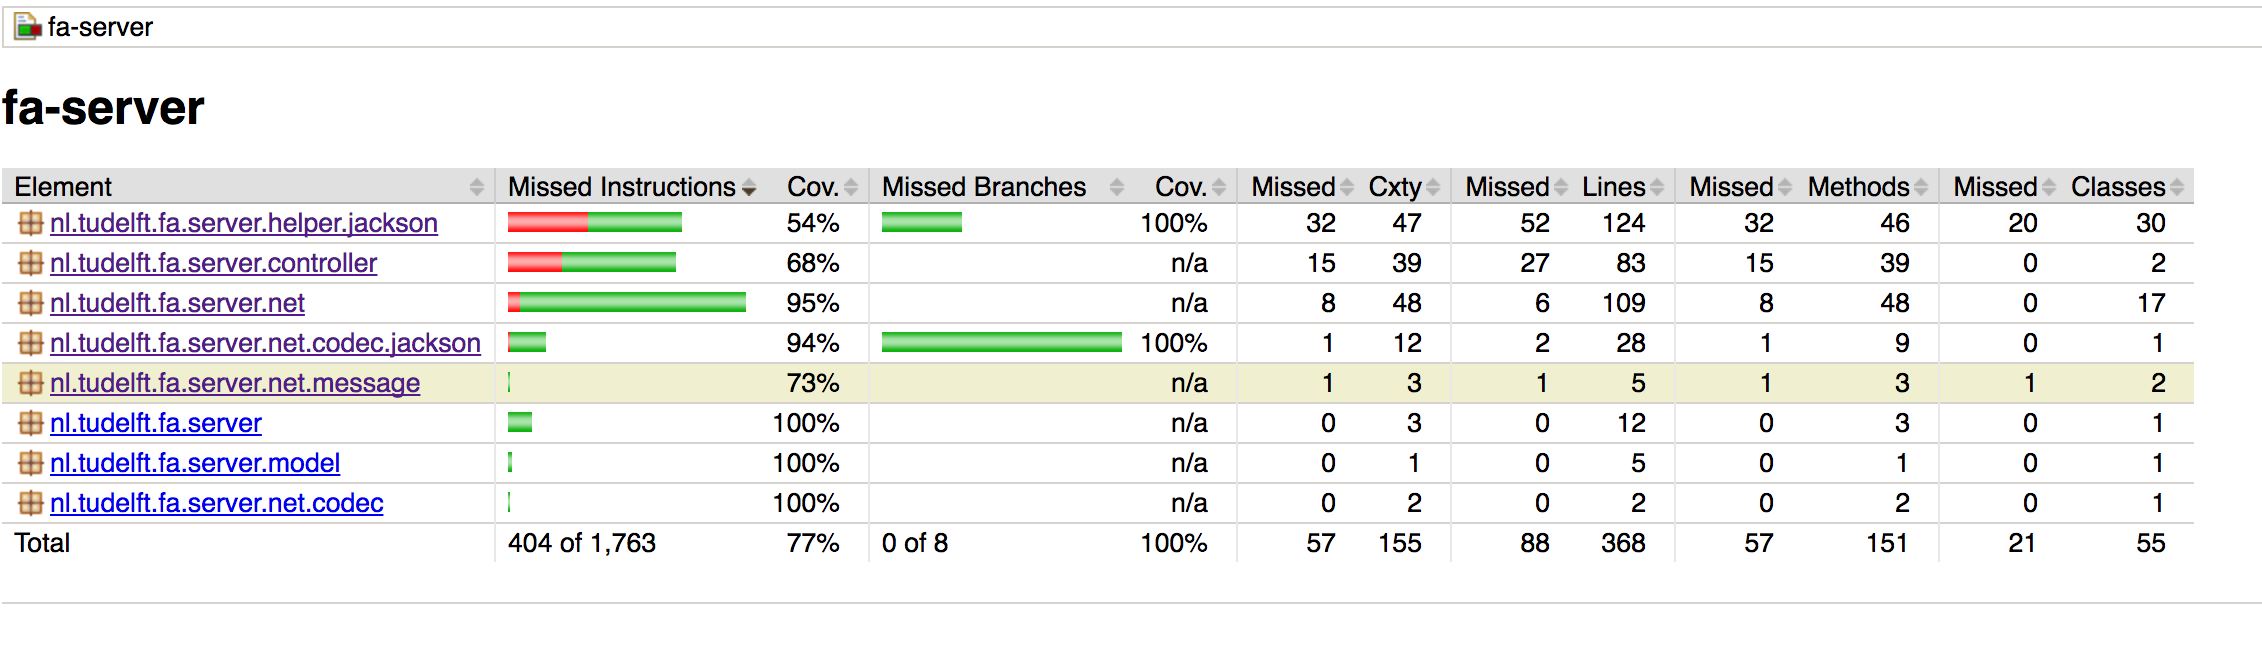 fa-server
fa-server
Element Missed Instructions Cov. Missed Branches Cov. Missed Cxty Missed Lines Missed Methods Missed Classes
nl.tudelft.fa.server.helper.jackson 54% 100% 32 47 52 124 32 46 20 30
nl.tudelft.fa.server.controller 68% n/a 15 39 27 83 15 39 0 2
nl.tudelft.fa.server.net 95% n/a 8 48 6 109 8 48 0 17
nl.tudelft.fa.server.net.codec.jackson 94% 100% 1 12 2 28 1 9 0 1
nl.tudelft.fa.server.net.message 73% n/a 1 3 1 5 1 3 1 2
nl.tudelft.fa.server 100% n/a 0 3 0 12 0 3 0 1
nl.tudelft.fa.server.model 100% n/a 0 1 0 5 0 1 0 1
nl.tudelft.fa.server.net.codec 100% n/a 0 2 0 2 0 2 0 1
Total 404 of 1,763 77% 0 of 8 100% 57 155 88 368 57 151 21 55